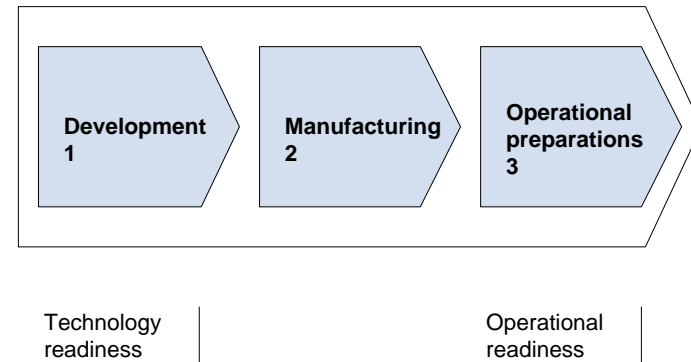 Development
1
Manufacturing
2
Operational
preparations
3
Technology
readiness
Operational
readiness